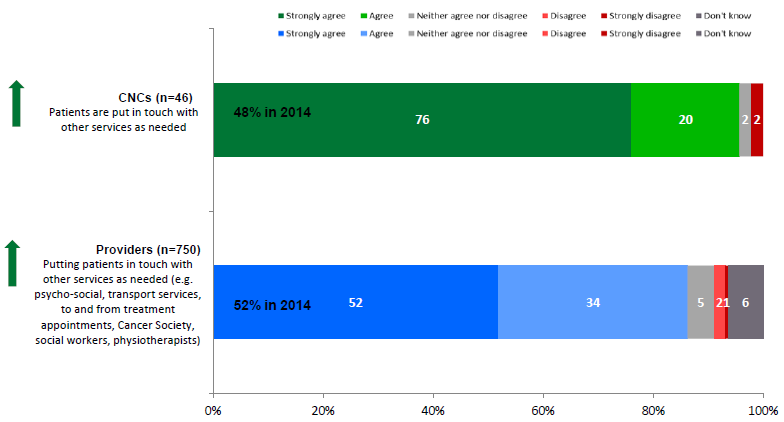 Strongly agree Agree Neither agree nor disagree Disagree Strongly disagree Don't know
Strongly agree Agree Neither agree nor disagree Disagree Strongly disagree Don't know
CNCs (n=46)
Patients are put in touch with
other services as needed
48% in 2014
76 20 2 2
Providers (n=750)
Putting patients in touch with
other services as needed (e.g.
psycho-social, transport services,
to and from treatment
appointments, Cancer Society,
social workers, physiotherapists)
52% in 2014
52 34 5 2 1 6
0% 20% 40% 60% 80% 100%